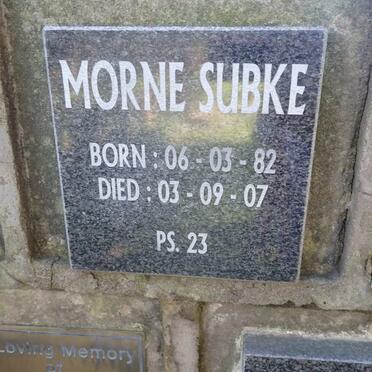 MORNE SUBKE
BORN : 06 - 03 - 82
DIED : 03 - 09 - 07
PS. 23
Loving Memory